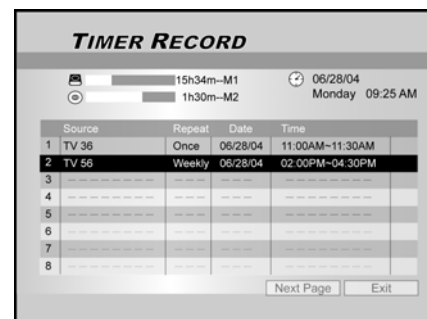 TIMER RECORD
15h34m--M1
06/28/04
1h30m--M2
Monday 09:25 AM
Source Repeat Date Time
1 TV 36 Once 06/28/04 11:00AM~11:30AM
2 TV 56 Weekly 06/28/04 02:00PM~04:30PM
3 -------- --- --- -------
4 -------- --- --- -------
5 -------- --- --- -------
6 -------- --- --- -------
7 -------- --- --- -------
8 -------- --- --- -------
Next Page Exit